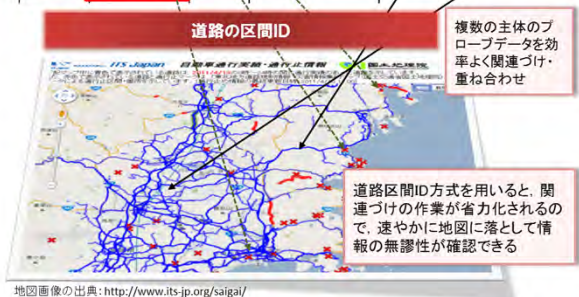 道路の区間ID
複数の主体のプ
ローブデータを効
率よく関連づけ・
重ね合わせ
ITS Japan 自動車通行実績・通行止情報 国土地理院
道路区間ID方式を用いると、関
連づけの作業が省力化されるの
で、速やかに地図に落として情
報の無謬性が確認できる
地図画像の出典：http://www.its-jp.org/saigai/